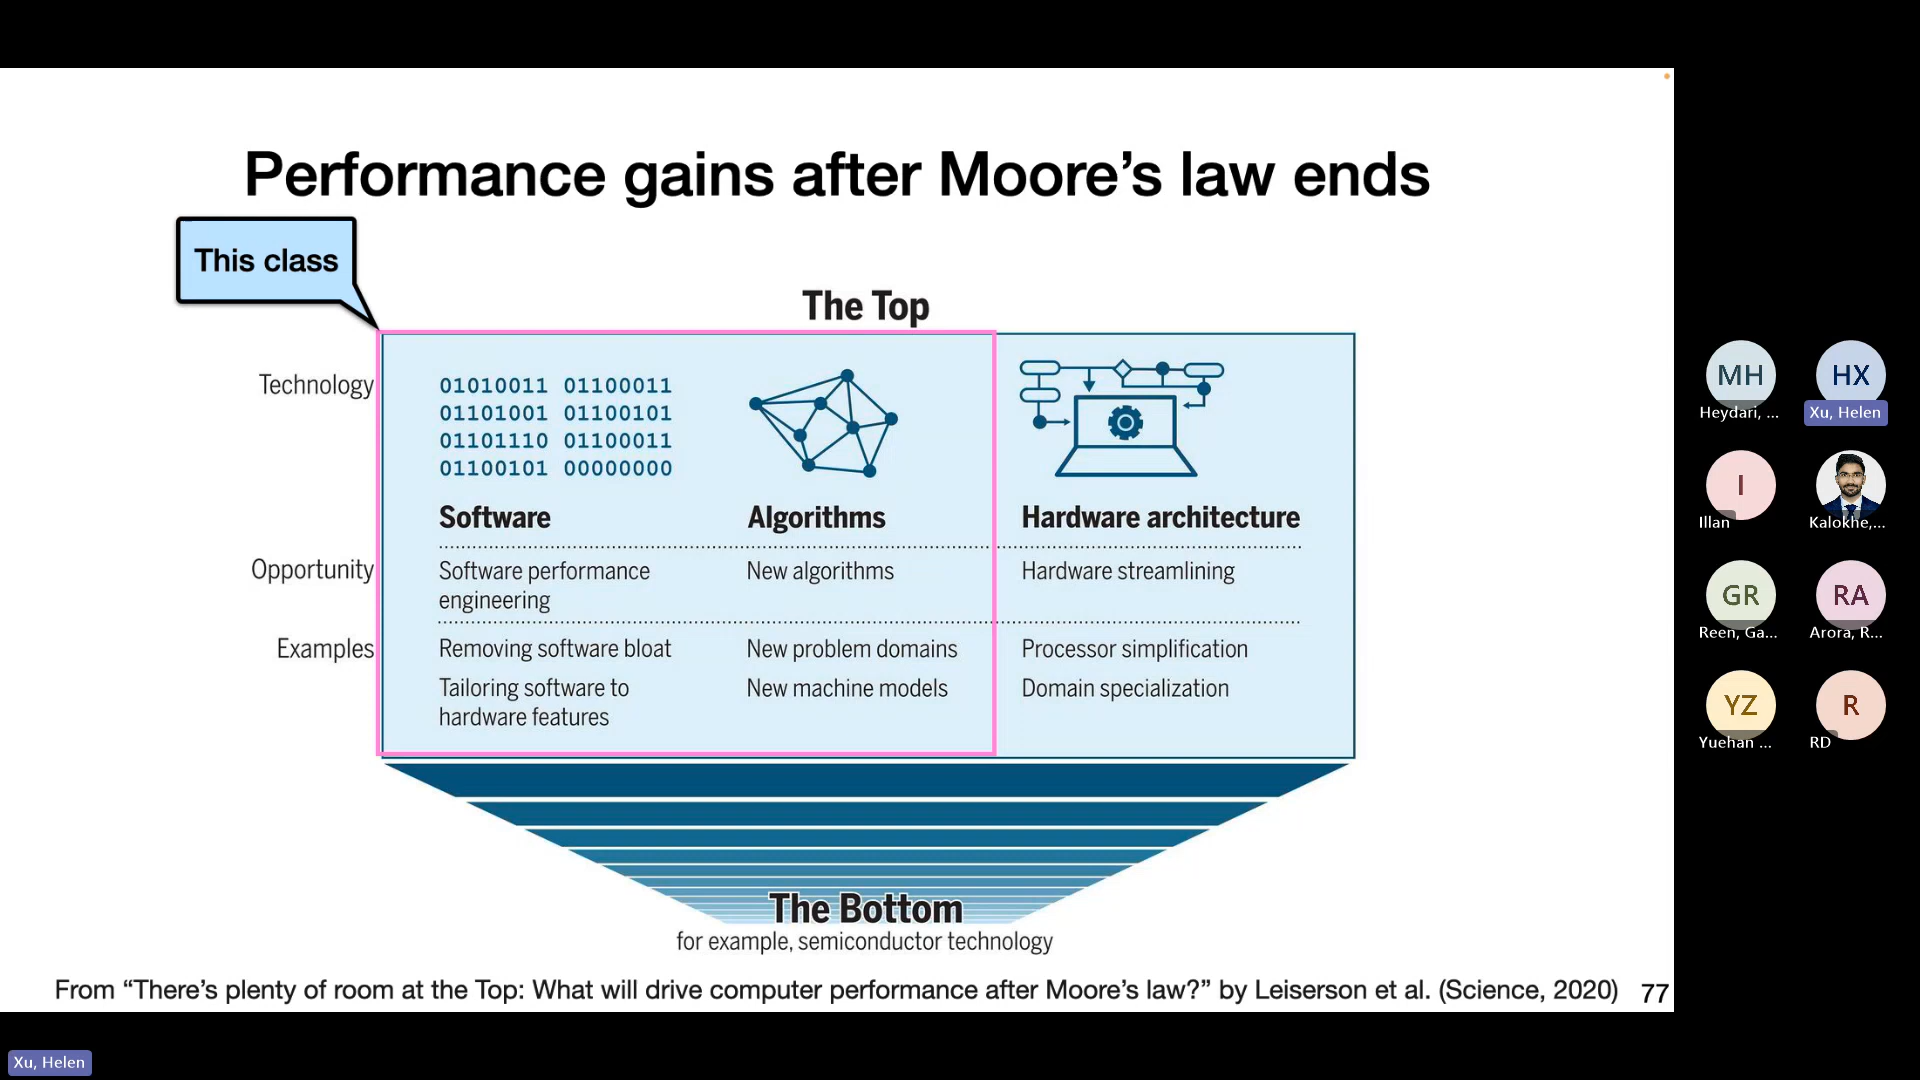 Performance gains after Moore's law ends
This class
The Top
Technology
01010011 01100011
01101001 01100101
01101110 01100011
01100101 00000000
Software
Algorithms
Hardware architecture
Opportunity
Software performance
engineering
New algorithms
Hardware streamlining
Examples
Removing software bloat
New problem domains
Processor simplification
Tailoring software to
hardware features
New machine models
Domain specialization
The Bottom
for example, semiconductor technology
From “There's plenty of room at the Top: What will drive computer performance after Moore's law?” by Leiserson et al. (Science, 2020)
77
MH
Heydari, ...
HX
Xu, Helen
I
Illan
Kalokhe,...
GR
Reen, Ga...
RA
Arora, R...
YZ
Yuehan ...
R
RD
Xu, Helen